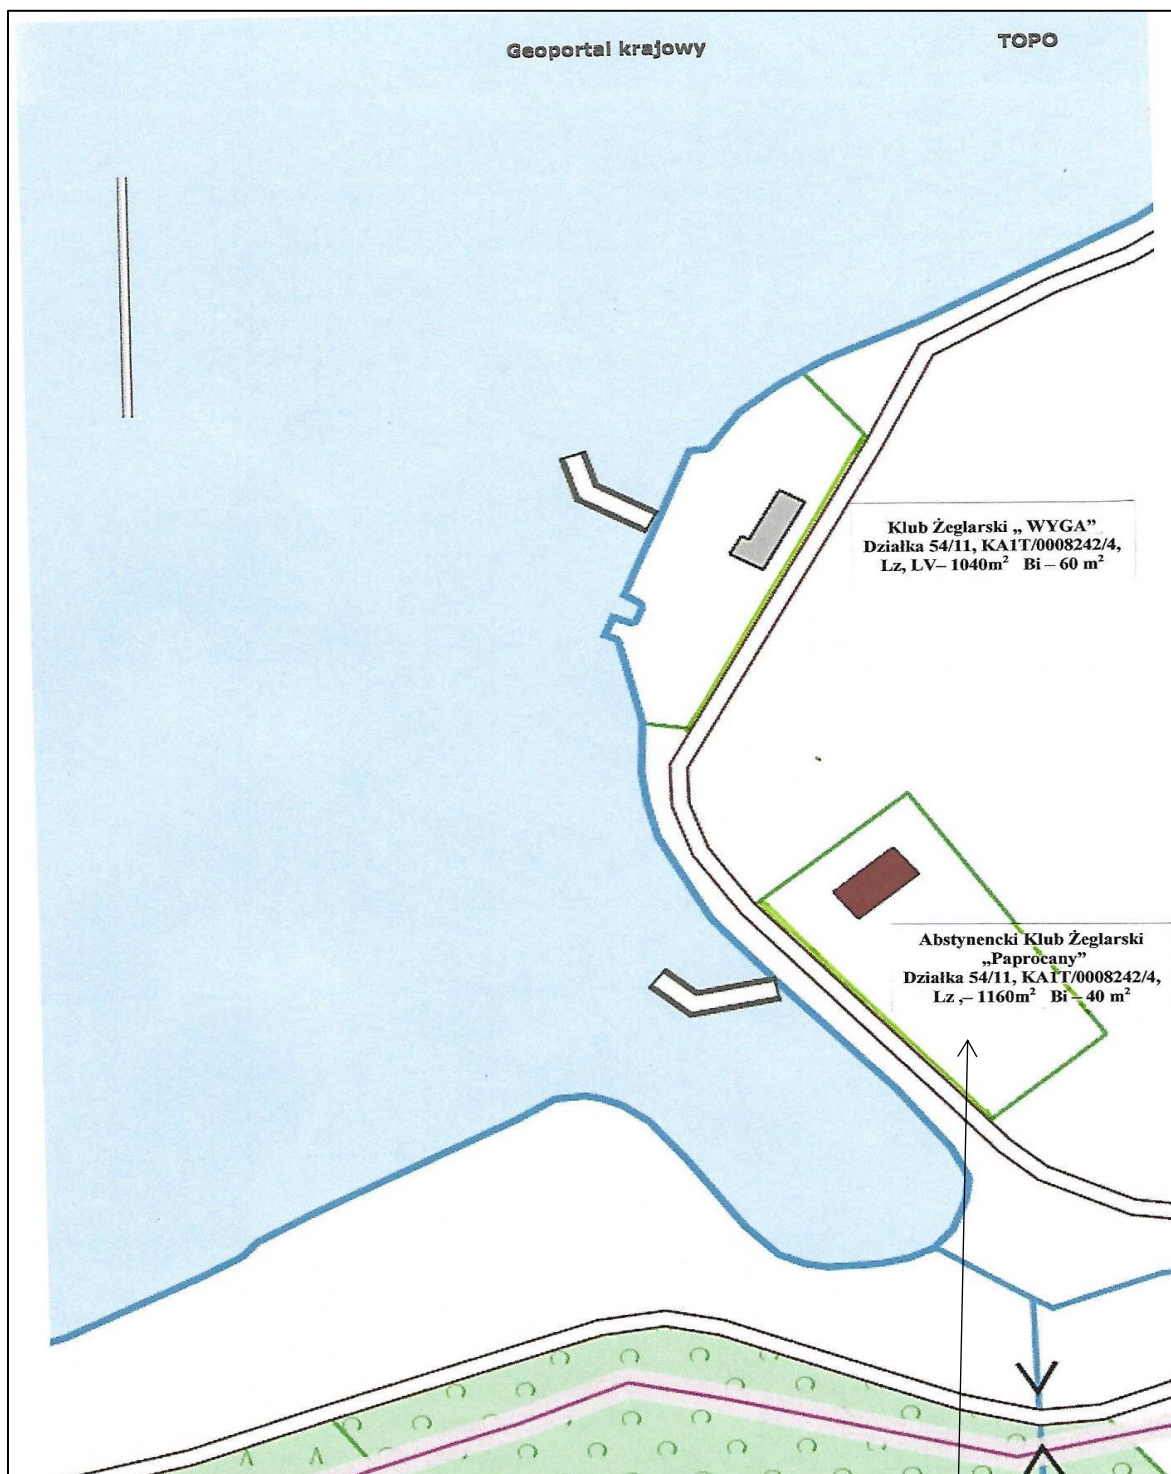 Geoportal krajowy
TOPO
Klub Żeglarski „ WYGA”
Działka 54/11, KA1T/0008242/4,
Lz, LV– 1040m² Bi – 60 m²
Abstynencki Klub Żeglarski
„Paprocany”
Działka 54/11, KA1T/0008242/4,
Lz ,– 1160m² Bi – 40 m²